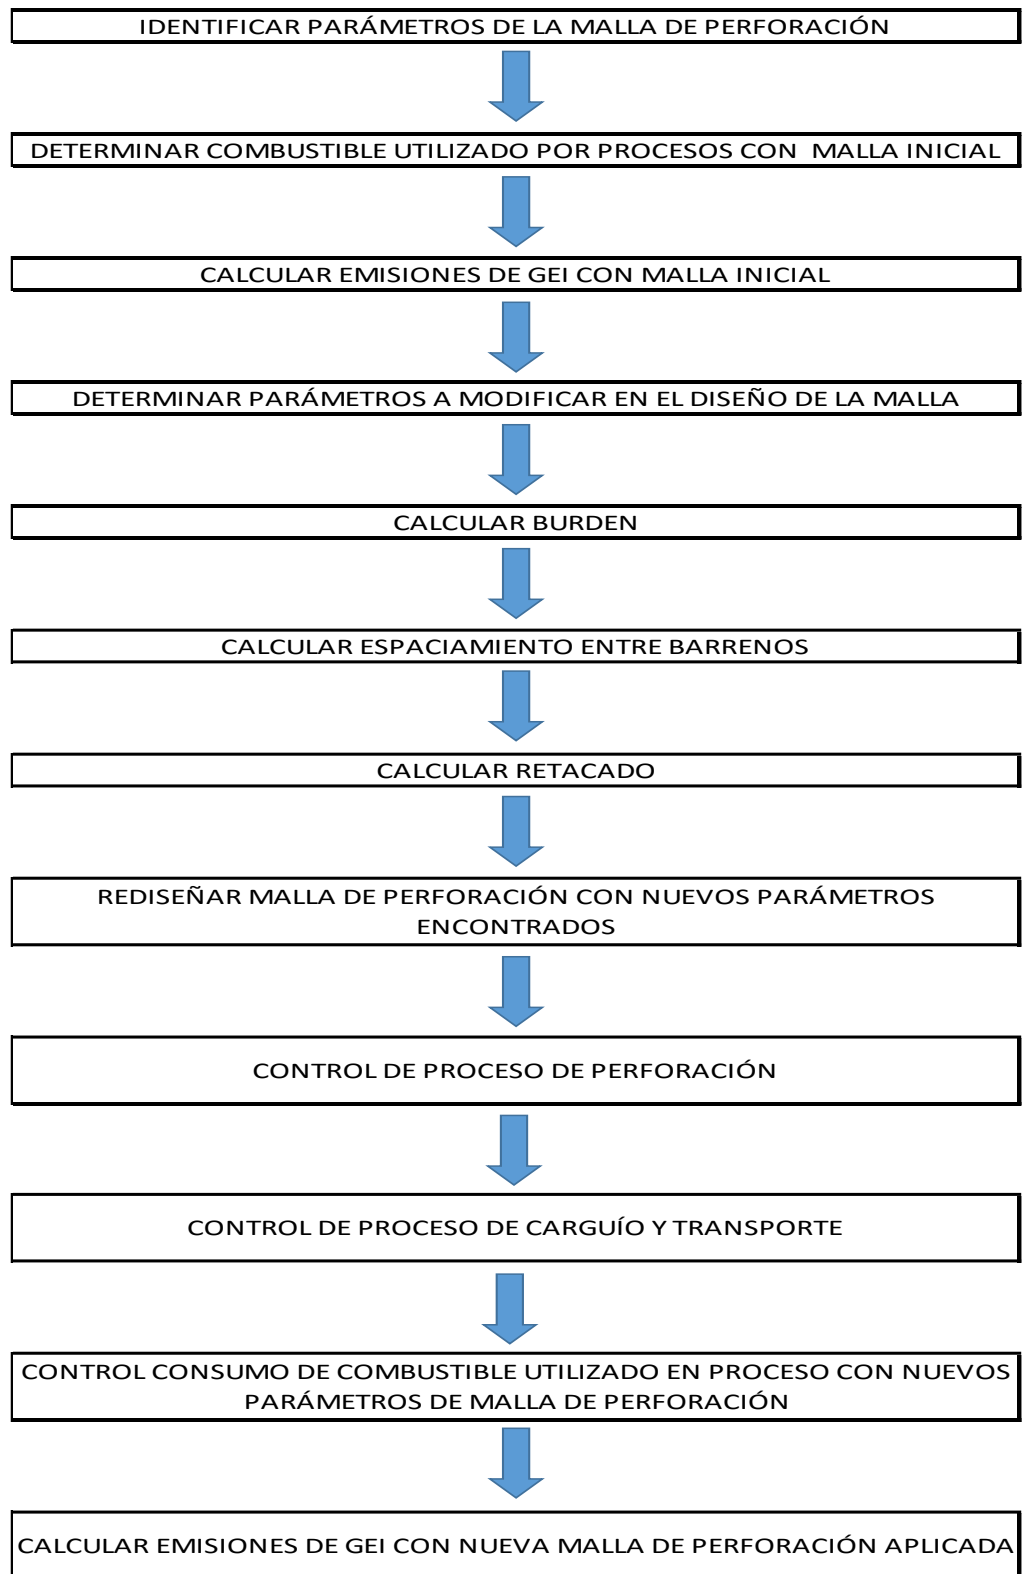 IDENTIFICAR PARÁMETROS DE LA MALLA DE PERFORACIÓN
DETERMINAR COMBUSTIBLE UTILIZADO POR PROCESOS CON MALLA INICIAL
CALCULAR EMISIONES DE GEI CON MALLA INICIAL
DETERMINAR PARÁMETROS A MODIFICAR EN EL DISEÑO DE LA MALLA
CALCULAR BURDEN
CALCULAR ESPACIAMIENTO ENTRE BARRENOS
CALCULAR RETACADO
REDISEÑAR MALLA DE PERFORACIÓN CON NUEVOS PARÁMETROS
ENCONTRADOS
CONTROL DE PROCESO DE PERFORACIÓN
CONTROL DE PROCESO DE CARGUÍO Y TRANSPORTE
CONTROL CONSUMO DE COMBUSTIBLE UTILIZADO EN PROCESO CON NUEVOS
PARÁMETROS DE MALLA DE PERFORACIÓN
CALCULAR EMISIONES DE GEI CON NUEVA MALLA DE PERFORACIÓN APLICADA